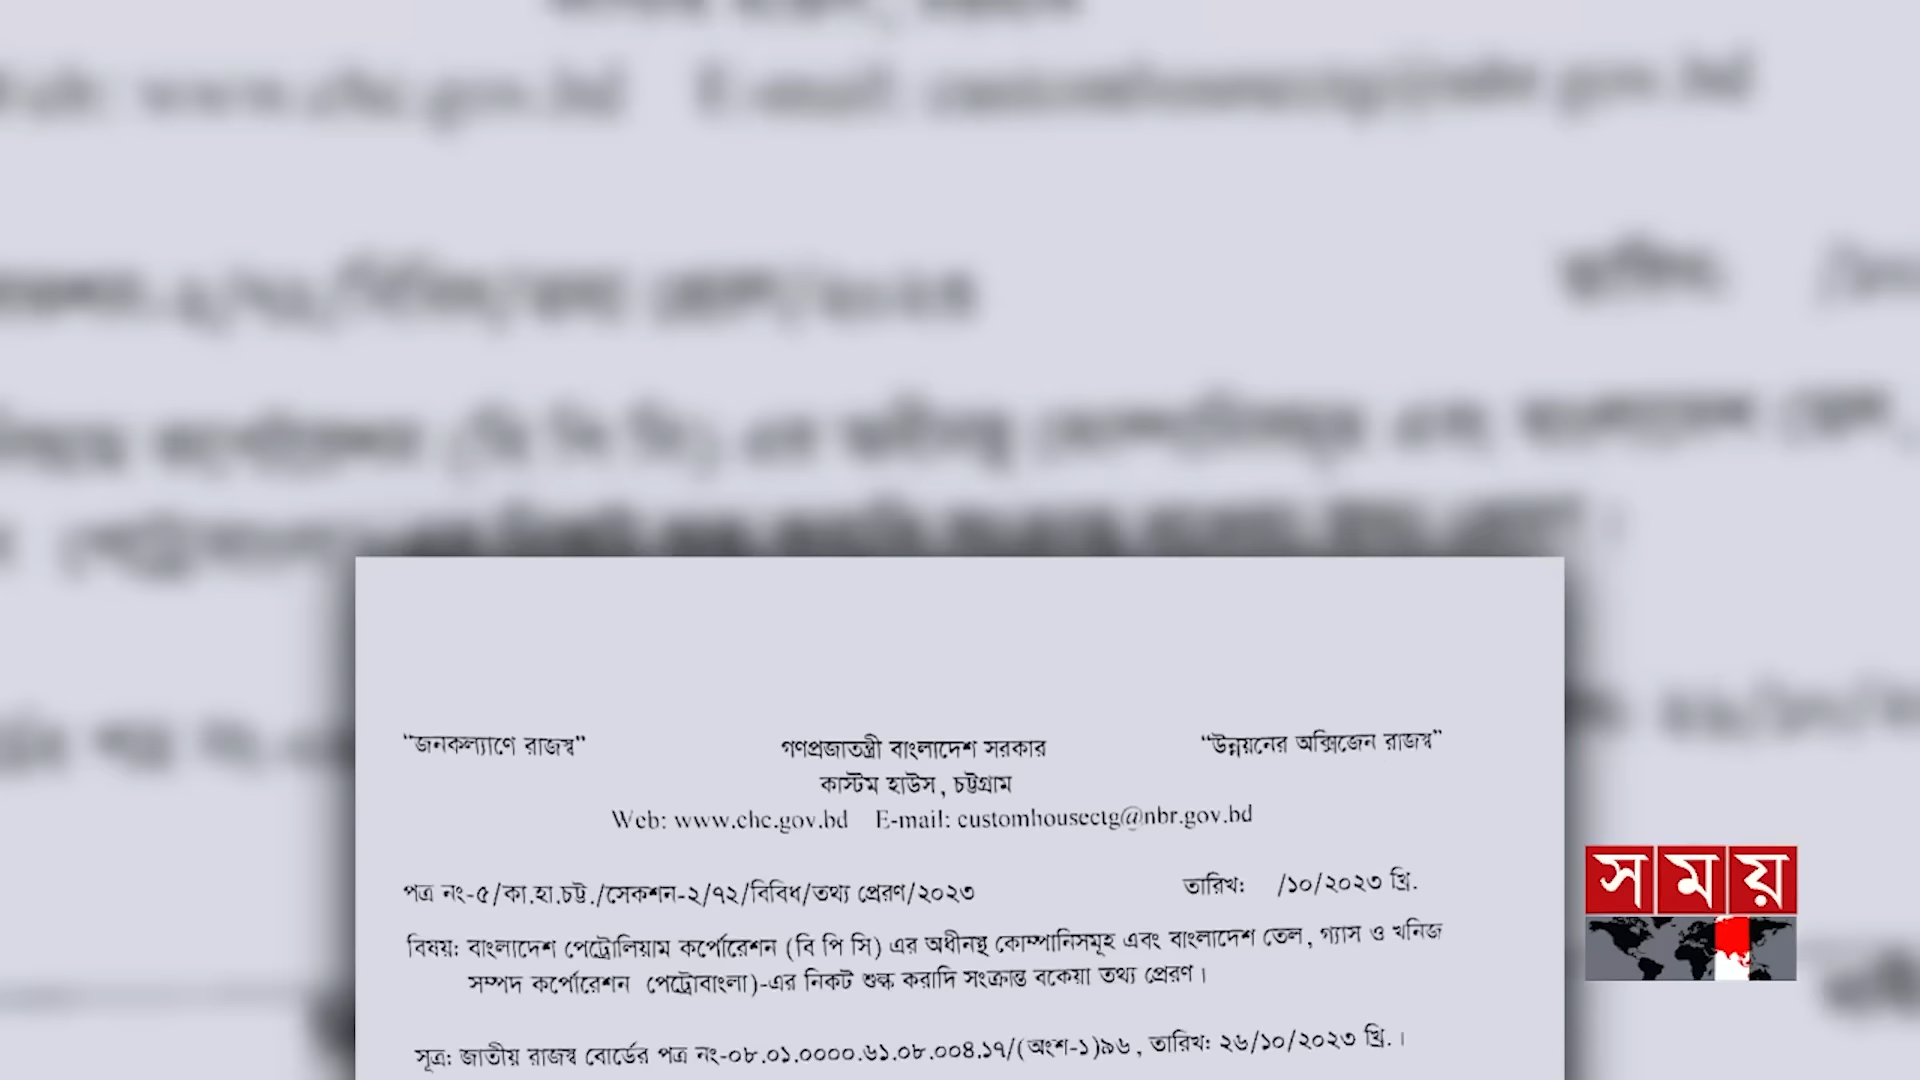 “জনকল্যাণে রাজস্ব”
গণপ্রজাতন্ত্রী বাংলাদেশ সরকার
“উন্নয়নের অক্সিজেন রাজস্ব”
কাস্টম হাউস, চট্টগ্রাম
Web: www.chc.gov.bd E-mail: customhousectg@nbr.gov.bd
পত্র নং-৫/কা.হা.চট্ট./সেকশন-২/৭২/বিবিধ/তথ্য প্রেরণ/২০২৩
তারিখ: /১০/২০২৩ খ্রি.
বিষয়: বাংলাদেশ পেট্রোলিয়াম কর্পোরেশন (বি পি সি) এর অধীনস্থ কোম্পানিসমূহ এবং বাংলাদেশ তেল, গ্যাস ও খনিজ
সম্পদ কর্পোরেশন পেট্রোবাংলা)-এর নিকট শুল্ক করাদি সংক্রান্ত বকেয়া তথ্য প্রেরণ।
সূত্র: জাতীয় রাজস্ব বোর্ডের পত্র নং-০৮.০১.০০০০.৬১.০৮.০০৪.১৭/(অংশ-১)৯৬, তারিখ: ২৬/১০/২০২৩ খ্রি.।
সময়